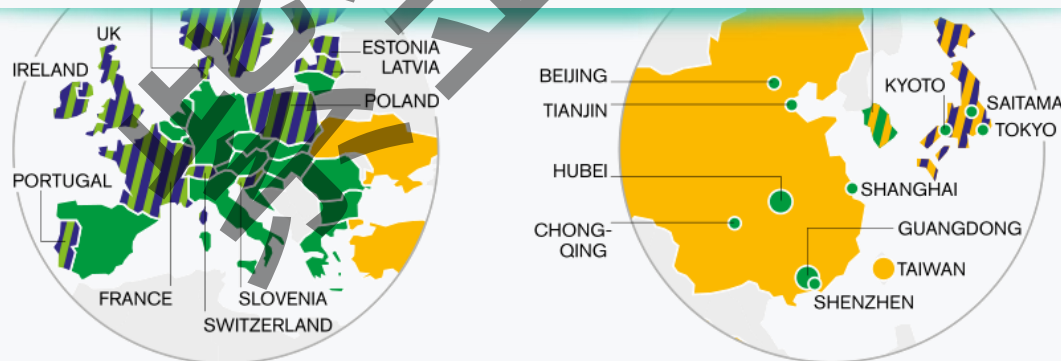 UK
IRELAND
ESTONIA
LATVIA
POLAND
PORTUGAL
FRANCE
SLOVENIA
SWITZERLAND
BEIJING
TIANJIN
KYOTO
SAITAMA
TOKYO
HUBEI
SHANGHAI
CHONG-
QING
GUANGDONG
TAIWAN
SHENZHEN